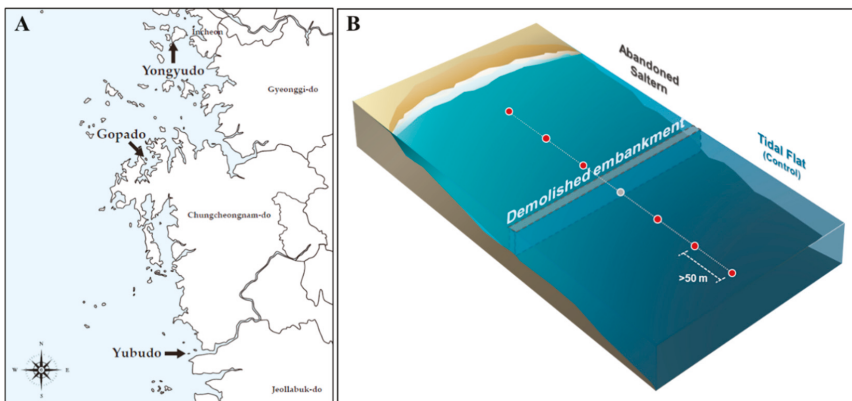 A
Incheon
Yongyudo
Gyeonggi-do
Gopado
Chungcheongnam-do
Yubudo
Jeollabuk-do
N
W
E
S
B
Abandoned
Saltern
Demolished embankment
Tidal Flat
(Control)
>50 m